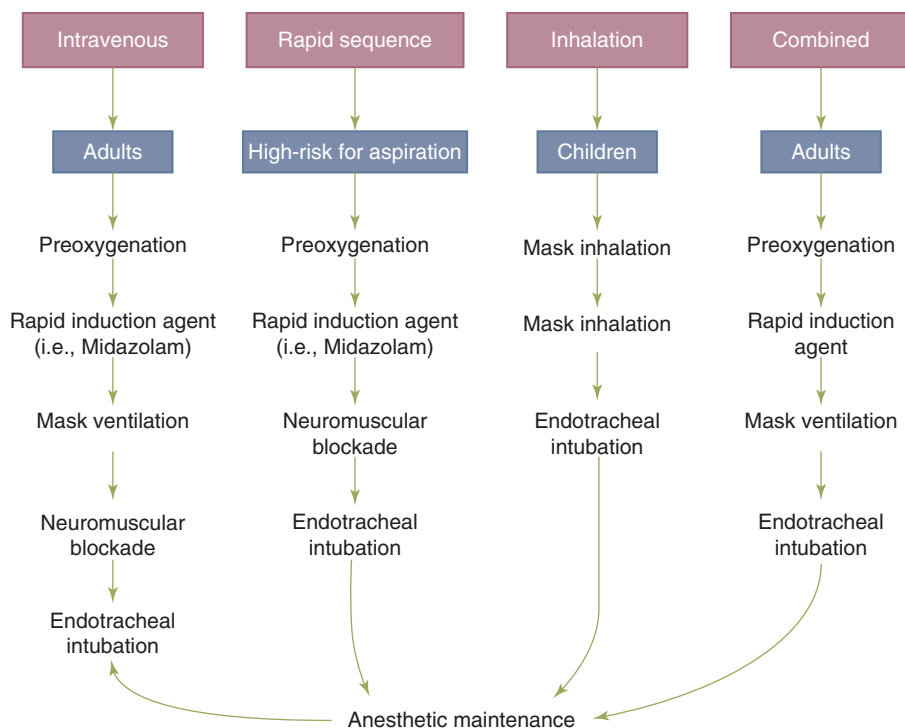 Intravenous
Adults
Preoxygenation
Rapid induction agent
(i.e., Midazolam)
Mask ventilation
Neuromuscular
blockade
Endotracheal
intubation
Rapid sequence
High-risk for aspiration
Preoxygenation
Rapid induction agent
(i.e., Midazolam)
Neuromuscular
blockade
Endotracheal
intubation
Inhalation
Children
Mask inhalation
Mask inhalation
Endotracheal
intubation
Combined
Adults
Preoxygenation
Rapid induction
agent
Mask ventilation
Endotracheal
intubation
Anesthetic maintenance